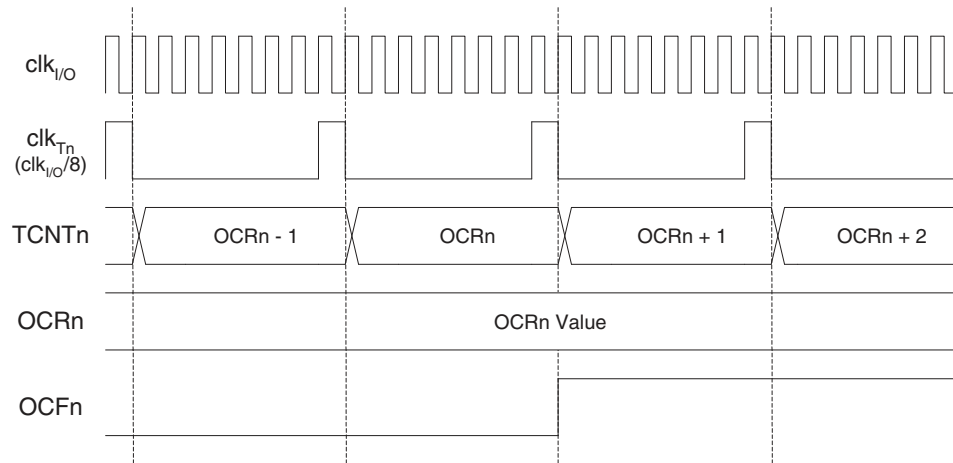 clkI/O
clkTn
(clkI/O/8)
TCNTn
OCRn - 1
OCRn
OCRn + 1
OCRn + 2
OCRn
OCRn Value
OCFn